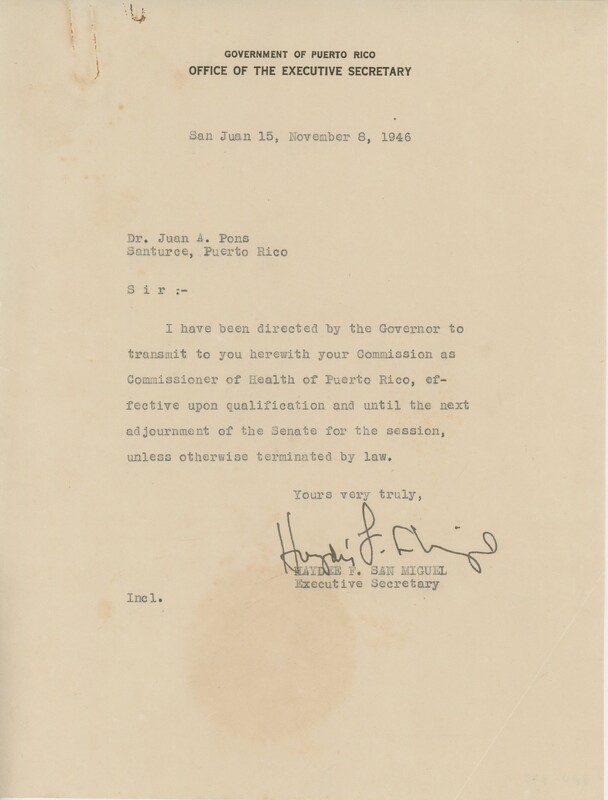 GOVERNMENT OF PUERTO RICO
OFFICE OF THE EXECUTIVE SECRETARY
San Juan 15, November 8, 1946
Dr. Juan A. Pons
Santurce, Puerto Rico
S i r :-
I have been directed by the Governor to
transmit to you herewith your Commission as
Commissioner of Health of Puerto Rico, ef-
fective upon qualification and until the next
adjournment of the Senate for the session,
unless otherwise terminated by law.
Yours very truly,
HAYDEE F. SAN MIGUEL
Executive Secretary
Incl.